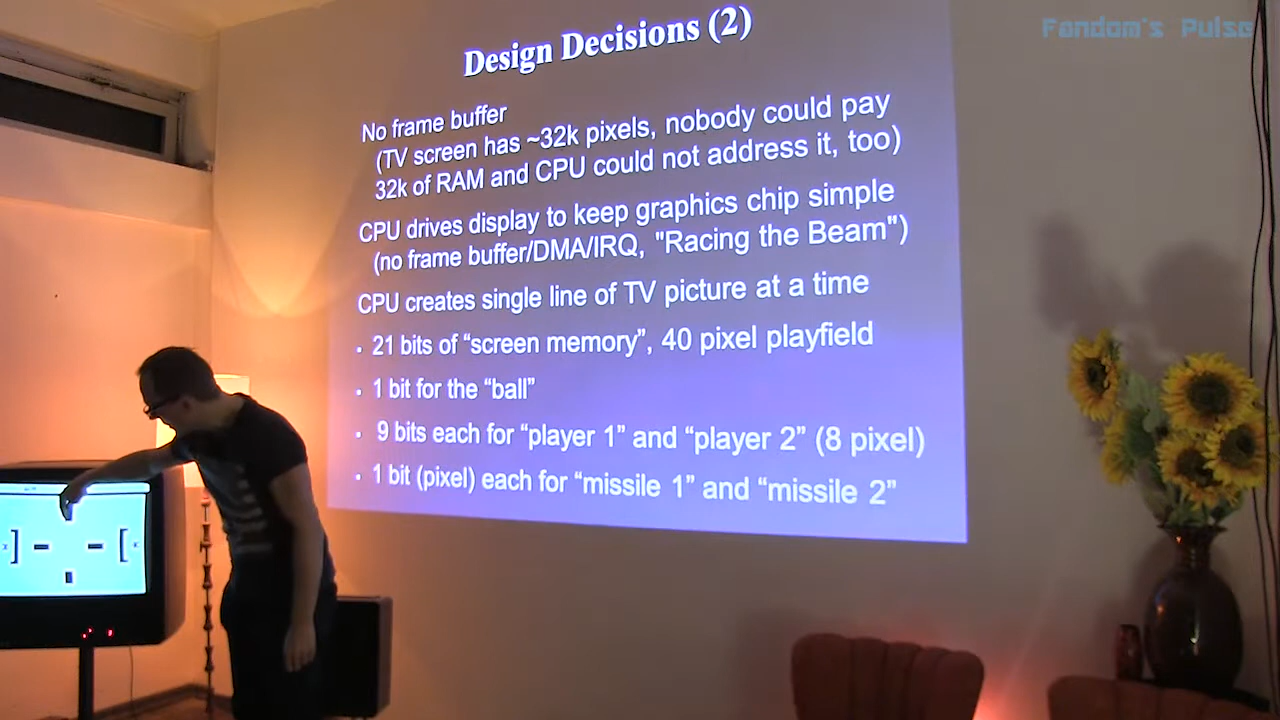 Fandom's Pulse
Design Decisions (2)
No frame buffer
(TV screen has ~32k pixels, nobody could pay
32k of RAM and CPU could not address it, too)
CPU drives display to keep graphics chip simple
(no frame buffer/DMA/IRQ, "Racing the Beam")
CPU creates single line of TV picture at a time
• 21 bits of “screen memory”, 40 pixel playfield
• 1 bit for the “ball”
• 9 bits each for “player 1” and “player 2” (8 pixel)
• 1 bit (pixel) each for “missile 1” and “missile 2”